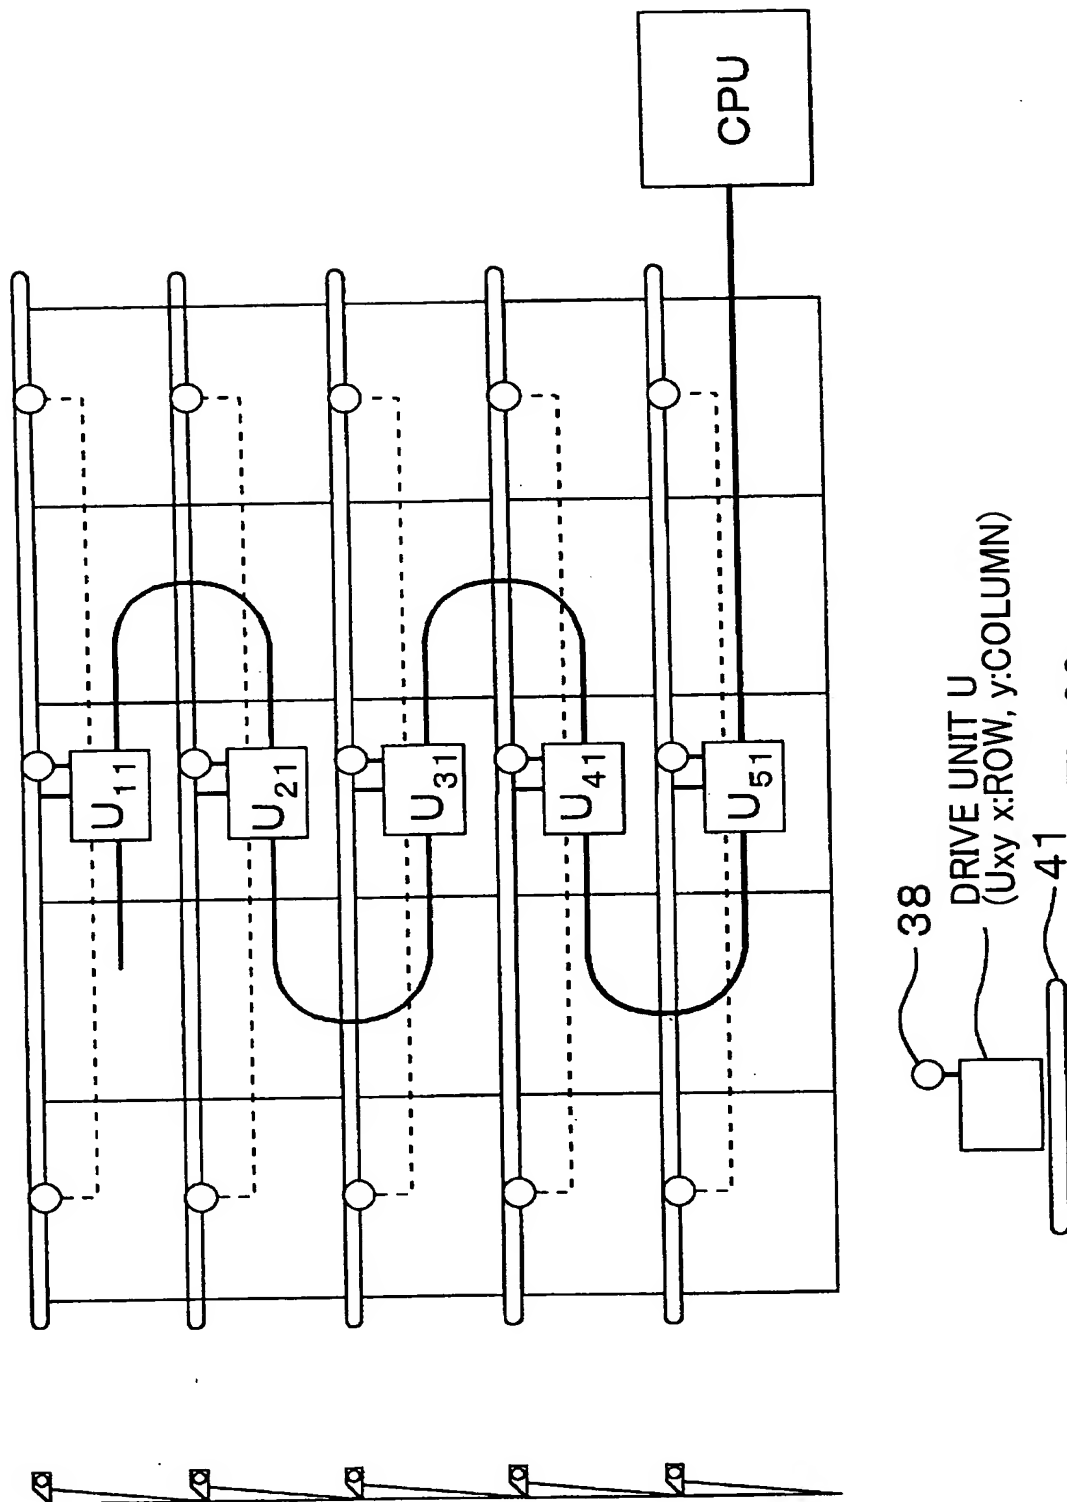 CPU
U11
U21
U31
U41
U51
38
DRIVE UNIT U
(Uxy x:ROW, y:COLUMN)
41